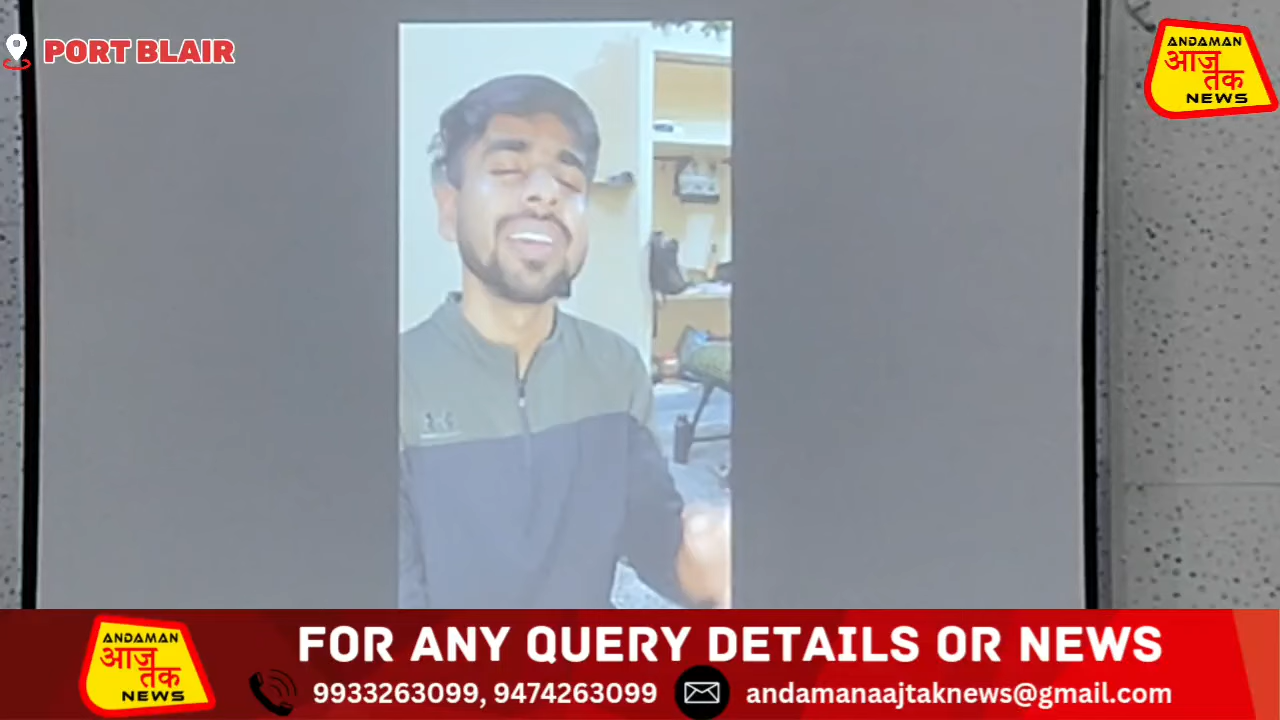 PORT BLAIR
ANDAMAN
आज
तक
NEWS
FOR ANY QUERY DETAILS OR NEWS
ANDAMAN
आज
तक
NEWS
9933263099, 9474263099
andamanaajtaknews@gmail.com